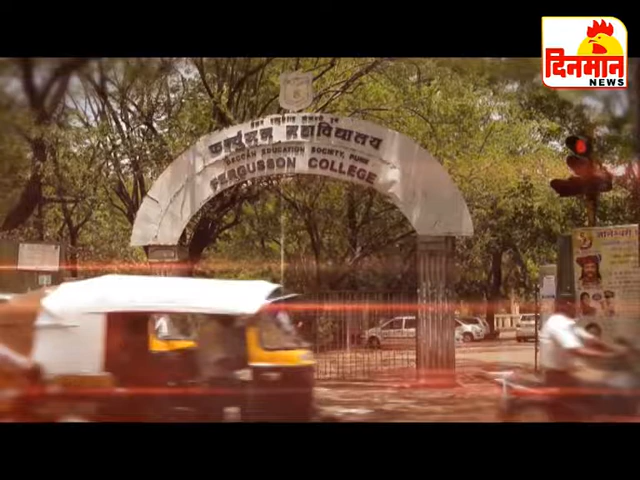 दिनमान
NEWS
फर्ग्युसन महाविद्यालय
DECCAN EDUCATION SOCIETY, PUNE
FERGUSSON COLLEGE